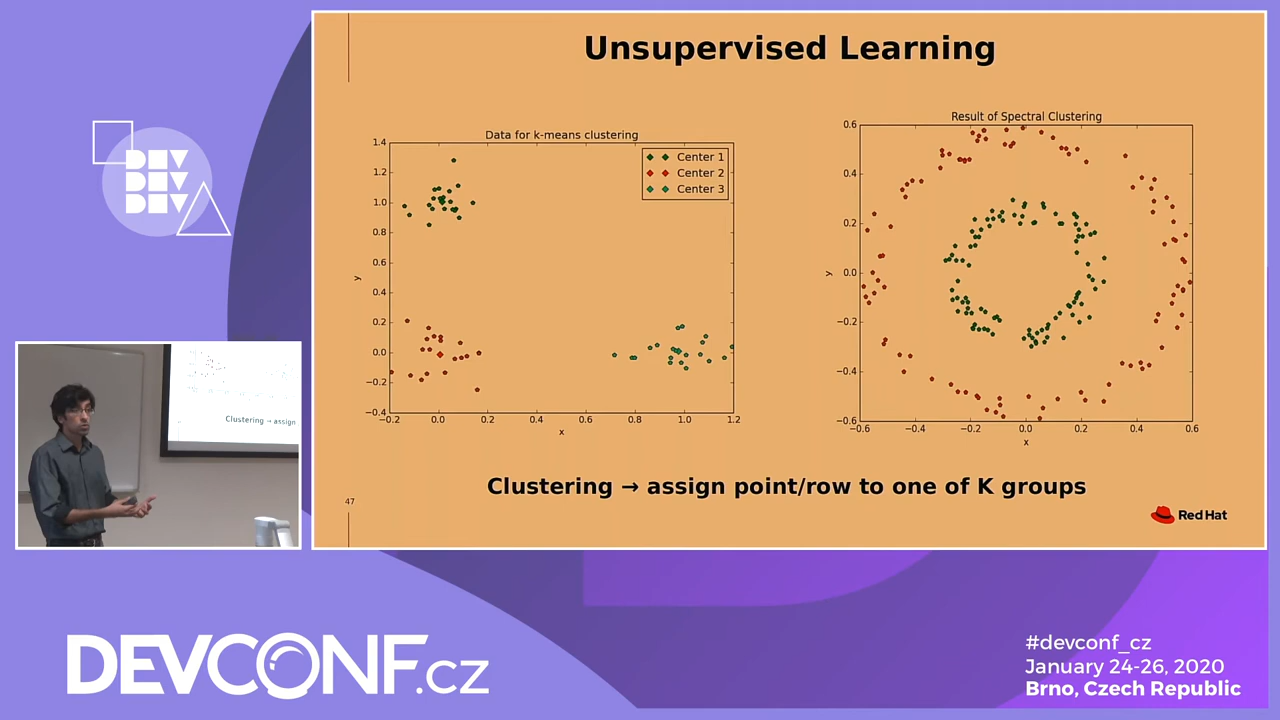 Unsupervised Learning
Data for k-means clustering
Center 1
Center 2
Center 3
1.4
1.2
1.0
0.8
0.6
0.4
0.2
0.0
−0.2
−0.4
y
−0.2 0.0 0.2 0.4 0.6 0.8 1.0 1.2
x
Result of Spectral Clustering
0.6
0.4
0.2
0.0
−0.2
−0.4
−0.6
y
−0.6 −0.4 −0.2 0.0 0.2 0.4 0.6
x
Clustering → assign point/row to one of K groups
47
Red Hat
DEV
DEV
DEV
Clustering → assign
DEVCONF.cz
#devconf_cz
January 24-26, 2020
Brno, Czech Republic